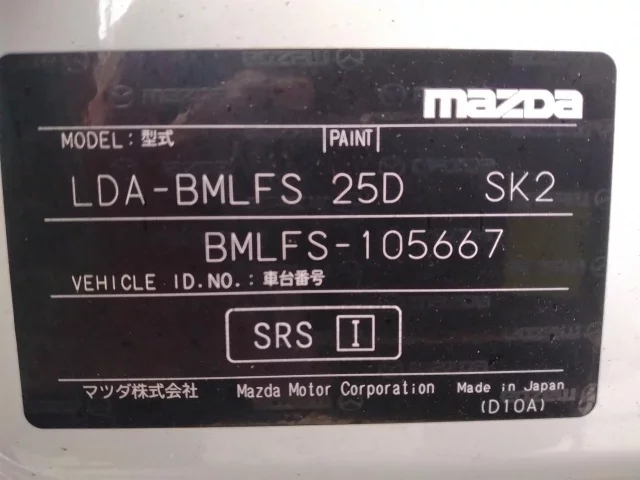 mazda
MODEL: 型式 PAINT
LDA-BMLFS 25D SK2
BMLFS-105667
VEHICLE ID.NO.: 車台番号
SRS I
マツダ株式会社 Mazda Motor Corporation Made in Japan
(D10A)